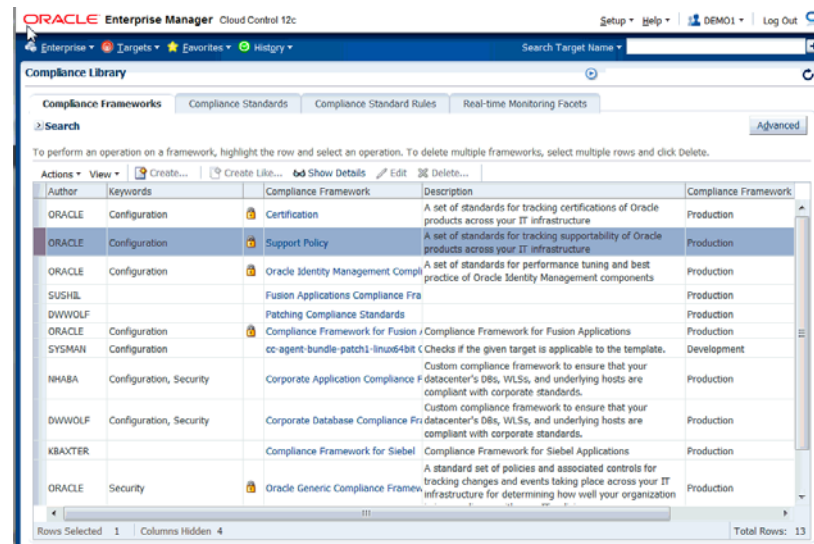 ORACLE Enterprise Manager Cloud Control 12c
Setup Help DEMO1 Log Out
Enterprise Targets Favorites History Search Target Name
Compliance Library
Compliance Frameworks Compliance Standards Compliance Standard Rules Real-time Monitoring Facets
Search Advanced
To perform an operation on a framework, highlight the row and select an operation. To delete multiple frameworks, select multiple rows and click Delete.
Actions View Create... Create Like... Show Details Edit Delete...
Author Keywords Compliance Framework Description Compliance Framework
ORACLE Configuration Certification A set of standards for tracking certifications of Oracle
products across your IT infrastructure Production
ORACLE Configuration Support Policy A set of standards for tracking supportability of Oracle
products across your IT infrastructure Production
ORACLE Configuration Oracle Identity Management Compli A set of standards for performance tuning and best
practice of Oracle Identity Management components Production
SUSHIL Fusion Applications Compliance Fra Production
DWWOLF Patching Compliance Standards Production
ORACLE Configuration Compliance Framework for Fusion Compliance Framework for Fusion Applications Production
SYSMAN Configuration cc-agent-bundle-patch1-linux64bit Checks if the given target is applicable to the template. Development
NHABA Configuration, Security Corporate Application Compliance F Custom compliance framework to ensure that your
datacenter's DBs, WLSs, and underlying hosts are
compliant with corporate standards. Production
DWWOLF Configuration, Security Corporate Database Compliance Fra Custom compliance framework to ensure that your
datacenter's DBs, WLSs, and underlying hosts are
compliant with corporate standards. Production
KBAXTER Compliance Framework for Siebel Compliance Framework for Siebel Applications Production
ORACLE Security Oracle Generic Compliance Framew A standard set of policies and associated controls for
tracking changes and events taking place across your IT
infrastructure for determining how well your organization Production
Rows Selected 1 Columns Hidden 4 Total Rows: 13